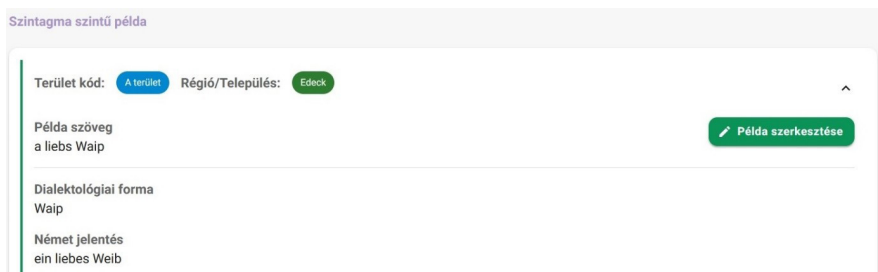 Szintagma szintű példa
Terület kód: A terület Régió/Település: Edeck
Példa szöveg
a liebs Waip
Példa szerkesztése
Dialektológiai forma
Waip
Német jelentés
ein liebes Weib